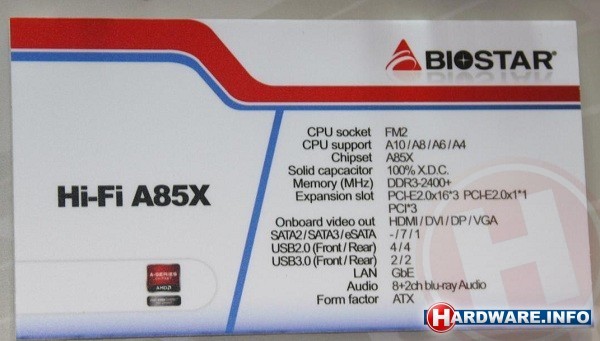 BIOSTAR®
Hi-Fi A85X
CPU socket FM2
CPU support A10 / A8 / A6 / A4
Chipset A85X
Solid capcacitor 100% X.D.C.
Memory (MHz) DDR3-2400+
Expansion slot PCI-E2.0x16*3 PCI-E2.0x1*1
PCI*3
Onboard video out HDMI / DVI / DP / VGA
SATA2 / SATA3 / eSATA - / 7 / 1
USB2.0 (Front / Rear) 4 / 4
USB3.0 (Front / Rear) 2 / 2
LAN GbE
Audio 8+2ch blu-ray Audio
Form factor ATX
A-SERIES
AMD
HARDWARE.INFO